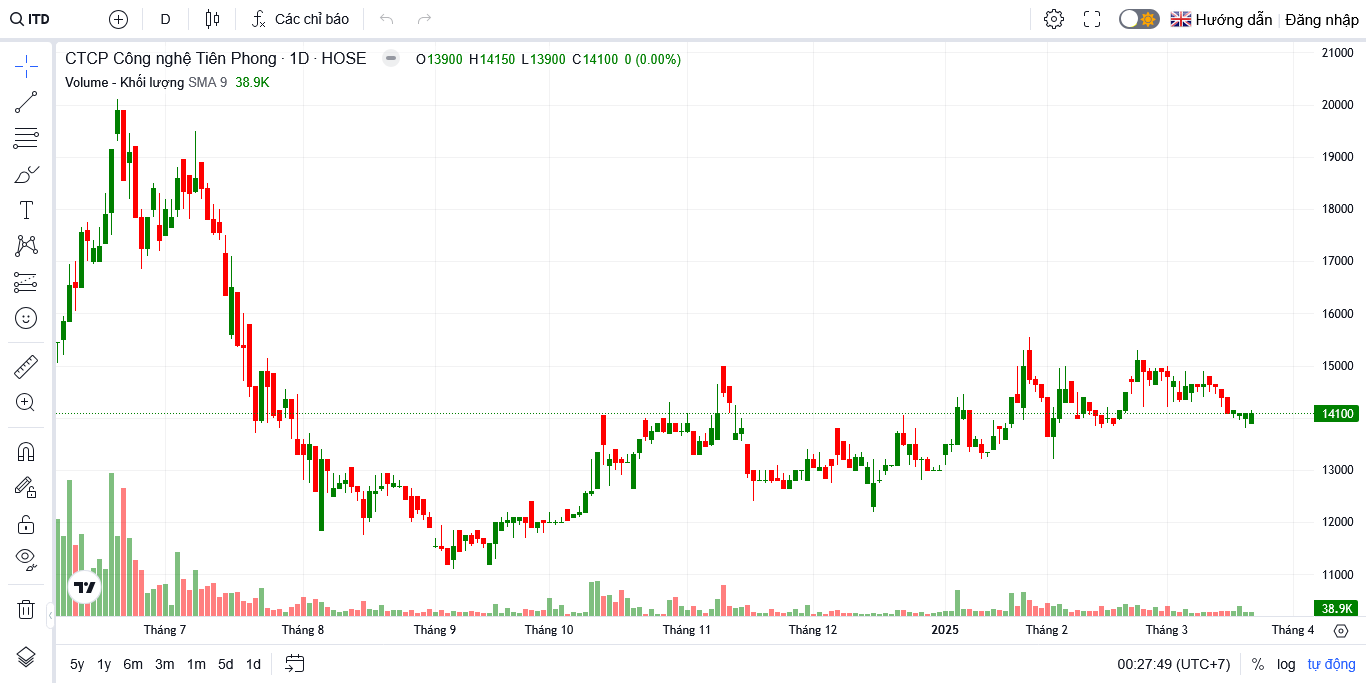 ITD D Các chỉ báo Hướng dẫn Đăng nhập
CTCP Công nghệ Tiên Phong · 1D · HOSE O13900 H14150 L13900 C14100 0 (0.00%)
Volume - Khối lượng SMA 9 38.9K
21000
20000
19000
18000
17000
16000
15000
14100
13000
12000
11000
38.9K
Tháng 7 Tháng 8 Tháng 9 Tháng 10 Tháng 11 Tháng 12 2025 Tháng 2 Tháng 3 Tháng 4
5y 1y 6m 3m 1m 5d 1d 00:27:49 (UTC+7) % log tự động